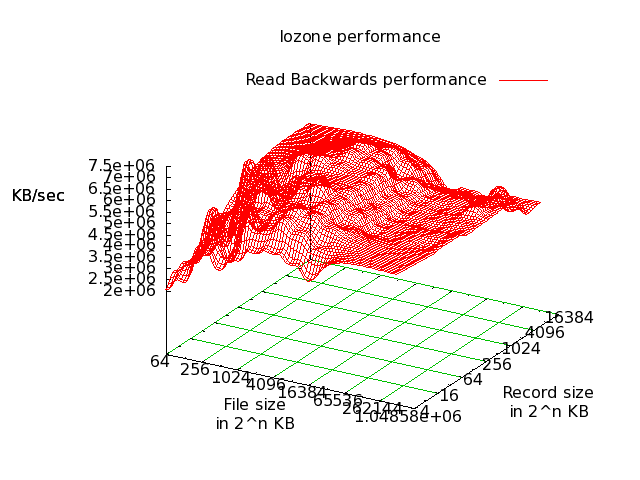 Iozone performance
Read Backwards performance
KB/sec
7.5e+06
7e+06
6.5e+06
6e+06
5.5e+06
5e+06
4.5e+06
4e+06
3.5e+06
3e+06
2.5e+06
2e+06
64
256
1024
4096
16384
65536
262144
1.04858e+06
File size
in 2^n KB
4
16
64
256
1024
4096
16384
Record size
in 2^n KB